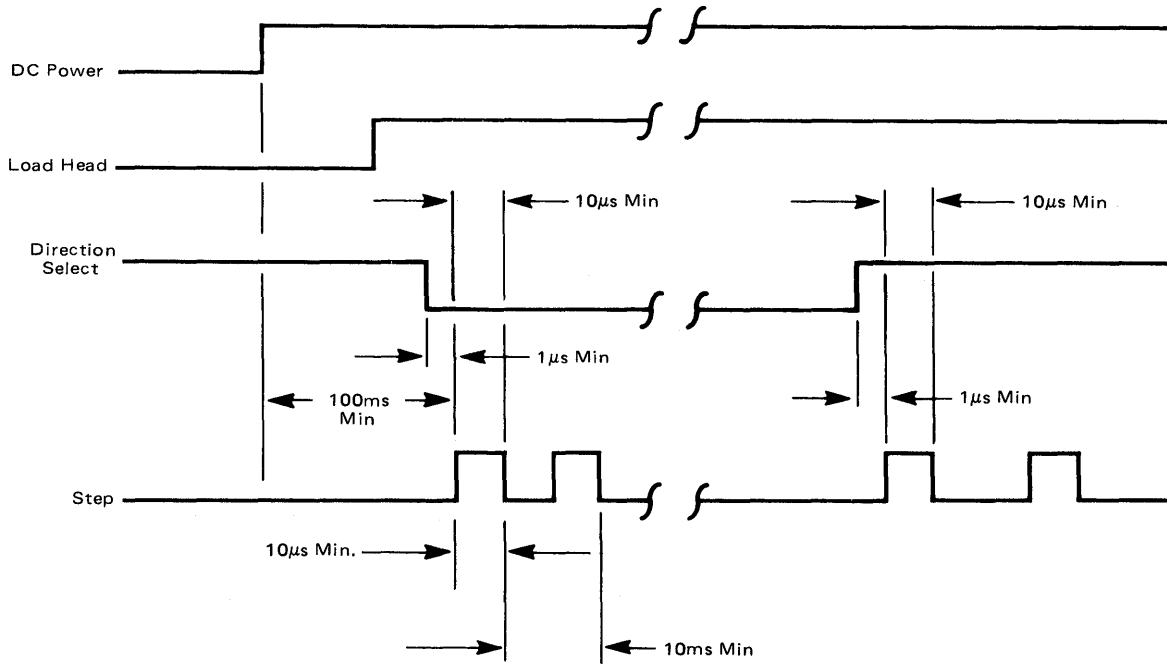 DC Power
Load Head
10μs Min
10μs Min
Direction
Select
1μs Min
100ms
Min
1μs Min
Step
10μs Min.
10ms Min